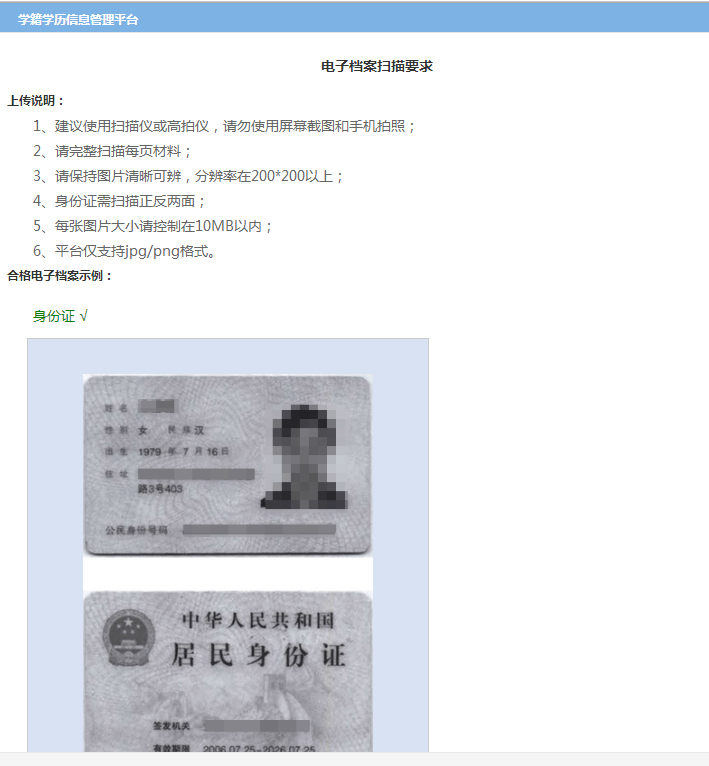 学籍学历信息管理平台
电子档案扫描要求
上传说明：
1、建议使用扫描仪或高拍仪，请勿使用屏幕截图和手机拍照；
2、请完整扫描每页材料；
3、请保持图片清晰可辨，分辨率在200*200以上；
4、身份证需扫描正反两面；
5、每张图片大小请控制在10MB以内；
6、平台仅支持jpg/png格式。
合格电子档案示例：
身份证 √
姓 名
性 别 女 民 族 汉
出 生 1979 年 7 月 16 日
住 址
路3号403
公民身份号码
中华人民共和国
居民身份证
签发机关
有效期限 2006.07.25-2026.07.25